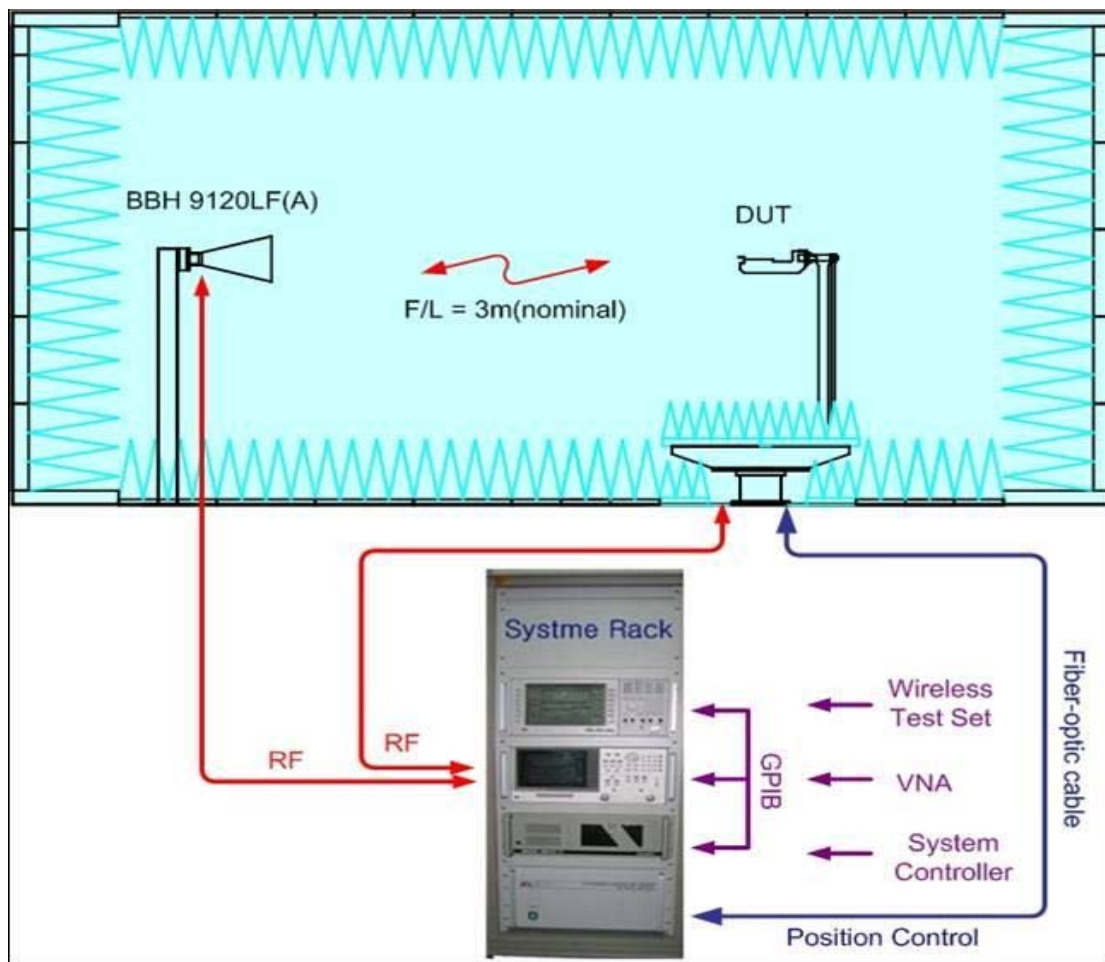 BBH 9120LF(A)
DUT
F/L = 3m(nominal)
Systme Rack
RF
RF
GPIB
Wireless
Test Set
VNA
System
Controller
Fiber-optic cable
Position Control